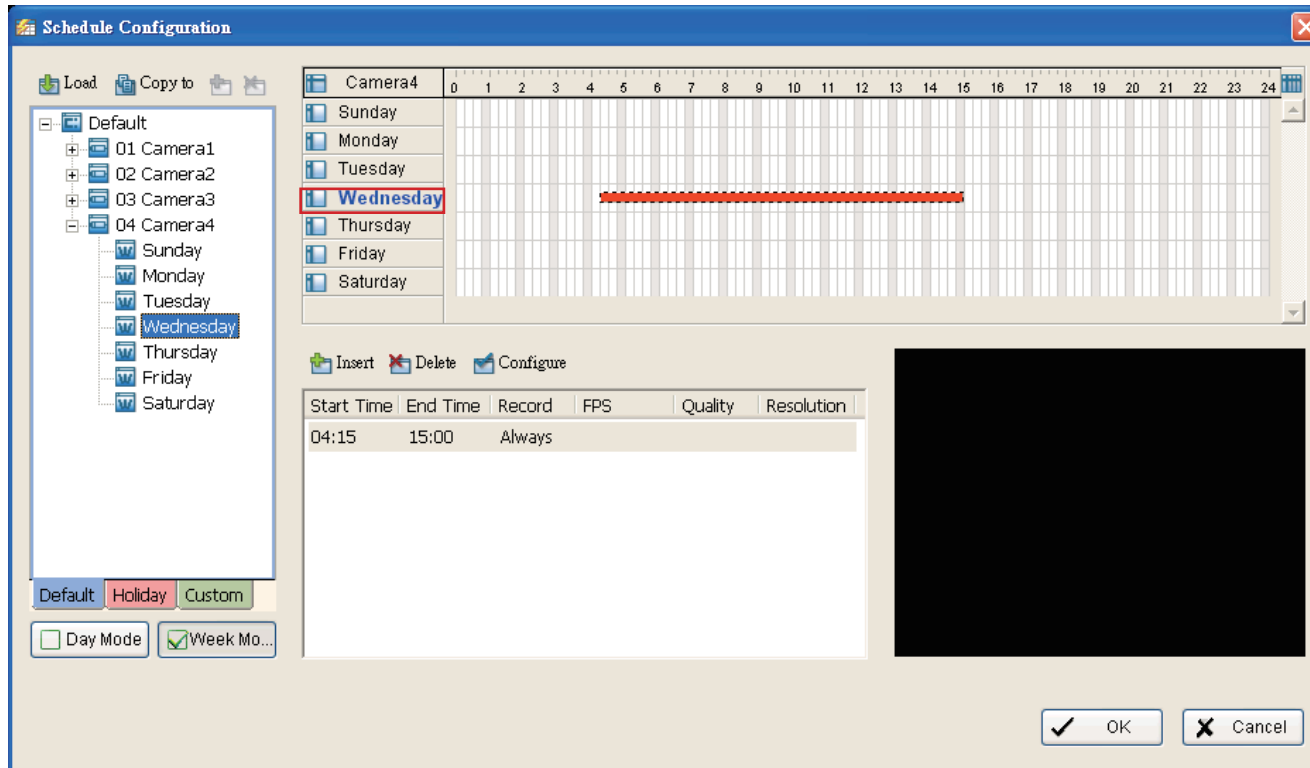 Schedule Configuration
Load Copy to
Default
01 Camera1
02 Camera2
03 Camera3
04 Camera4
Sunday
Monday
Tuesday
Wednesday
Thursday
Friday
Saturday
Default Holiday Custom
Day Mode Week Mo...
Camera4 0 1 2 3 4 5 6 7 8 9 10 11 12 13 14 15 16 17 18 19 20 21 22 23 24
Sunday
Monday
Tuesday
Wednesday
Thursday
Friday
Saturday
Insert Delete Configure
Start Time End Time Record FPS Quality Resolution
04:15 15:00 Always
OK Cancel